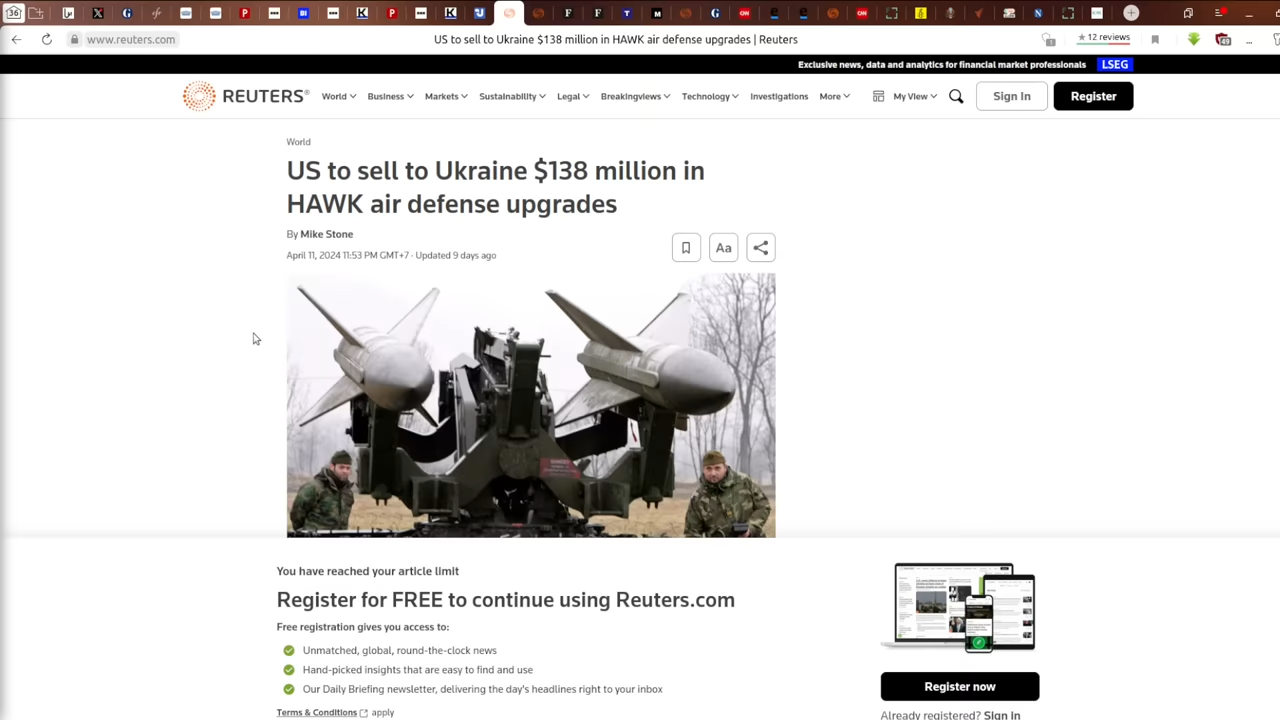 36
www.reuters.com
US to sell to Ukraine $138 million in HAWK air defense upgrades | Reuters
★ 12 reviews
Exclusive news, data and analytics for financial market professionals
LSEG
REUTERS®
World
Business
Markets
Sustainability
Legal
Breakingviews
Technology
Investigations
More
My View
Sign In
Register
World
US to sell to Ukraine $138 million in
HAWK air defense upgrades
By Mike Stone
April 11, 2024 11:53 PM GMT+7 · Updated 9 days ago
Aa
You have reached your article limit
Register for FREE to continue using Reuters.com
Free registration gives you access to:
Unmatched, global, round-the-clock news
Hand-picked insights that are easy to find and use
Our Daily Briefing newsletter, delivering the day's headlines right to your inbox
Terms & Conditions apply
Register now
Already registered? Sign In